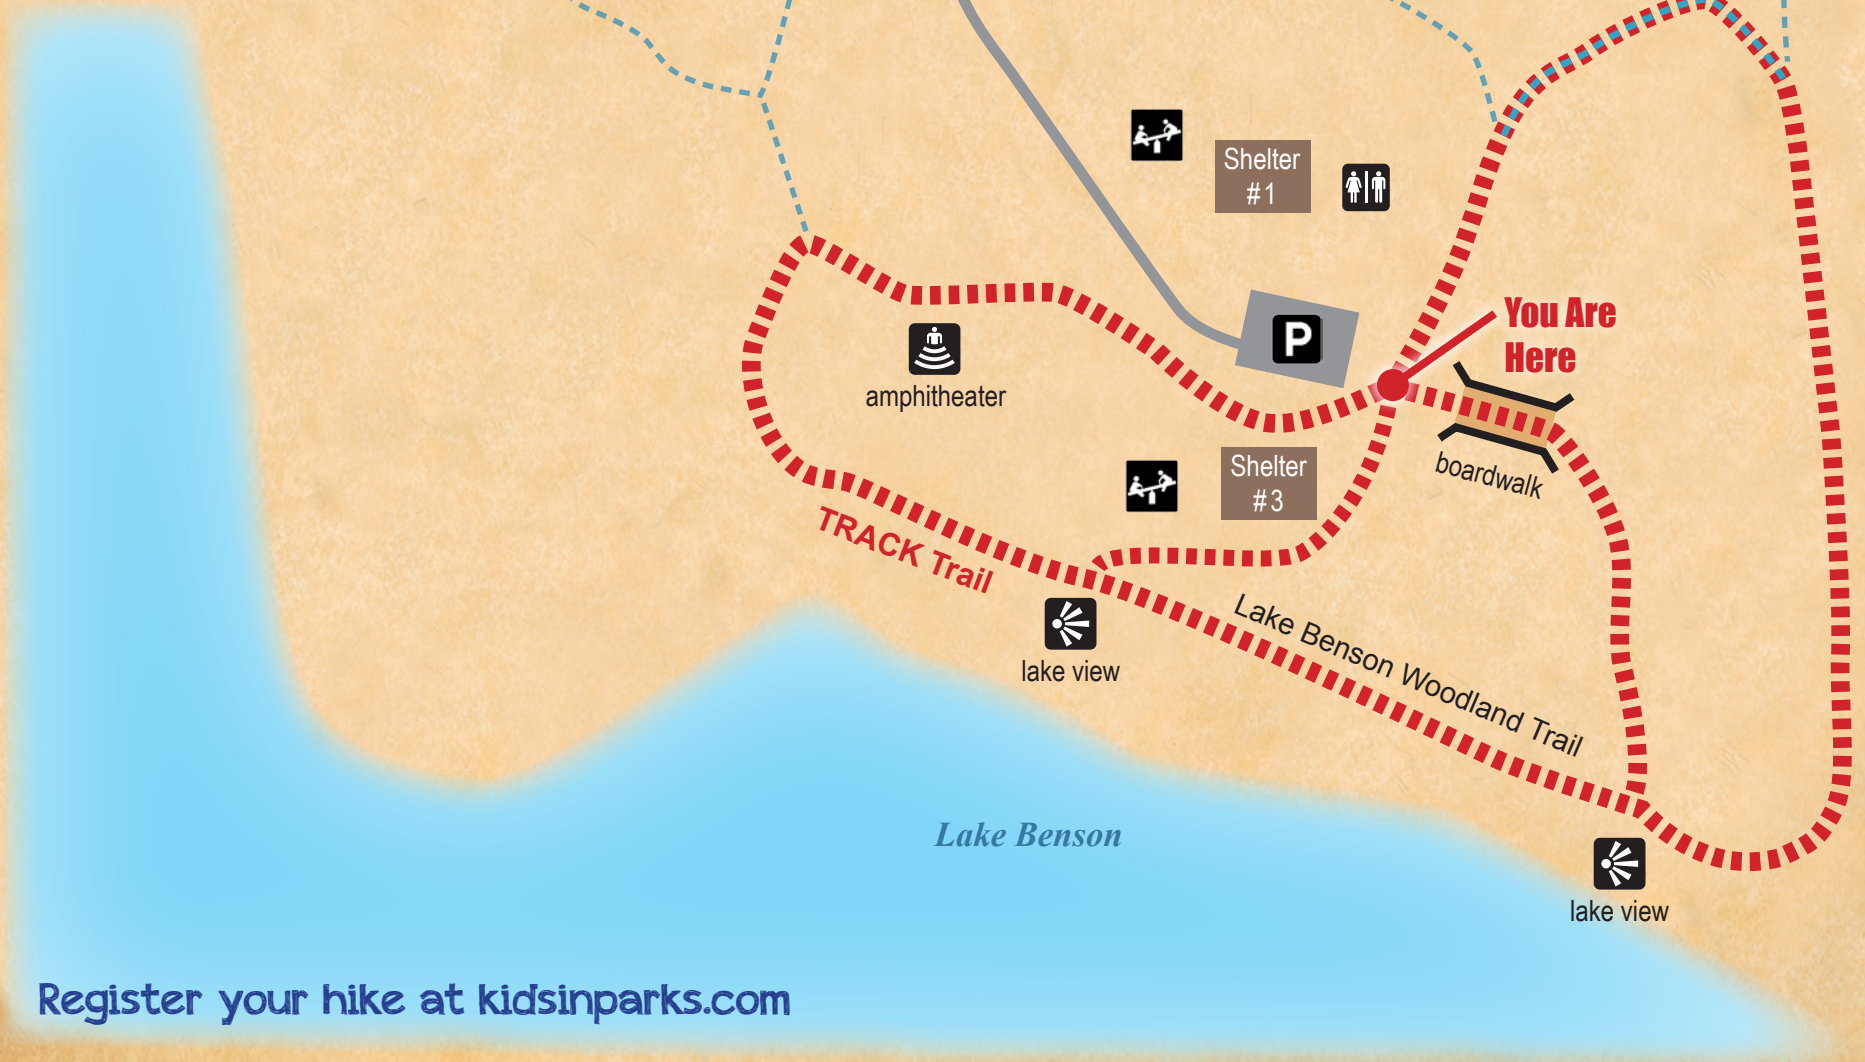 Shelter
#1
You Are
Here
P
amphitheater
boardwalk
Shelter
#3
TRACK Trail
lake view
Lake Benson Woodland Trail
Lake Benson
lake view
Register your hike at kidsinparks.com